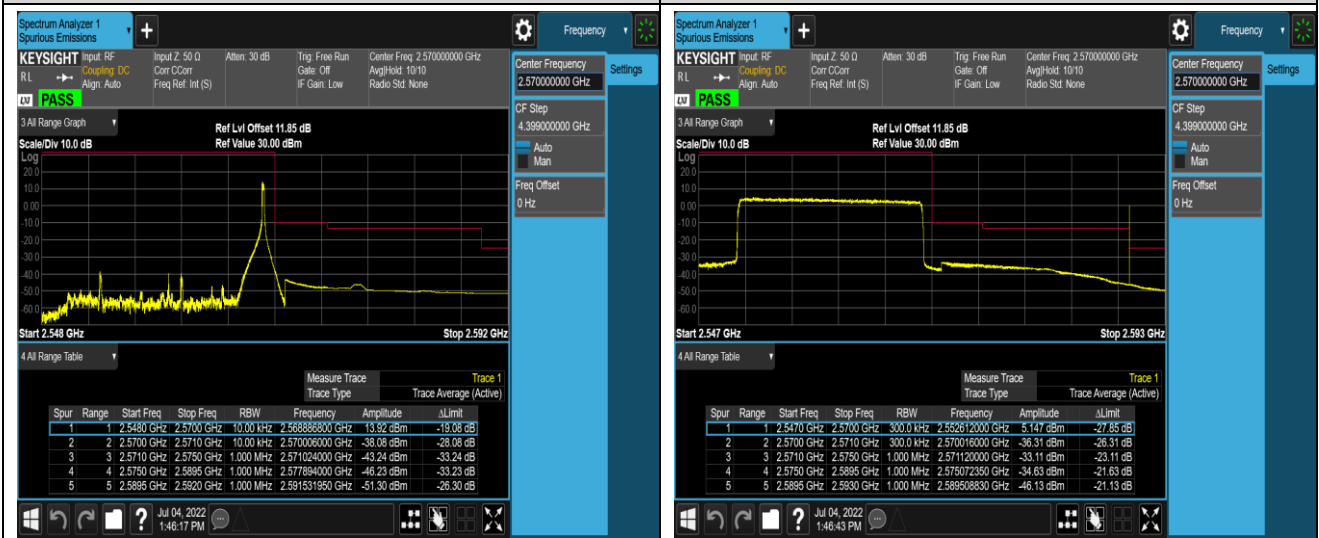 Spectrum Analyzer 1
Spurious Emissions
+
Frequency
KEYSIGHT Input: RF
Coupling: DC
Align: Auto
Input Z: 50 Ω
Corr CCorr
Freq Ref: Int (S)
Atten: 30 dB
Trig: Free Run
Gate: Off
IF Gain: Low
Center Freq: 2.570000000 GHz
Avg|Hold: 10/10
Radio Std: None
RL
LXI PASS
Center Frequency
2.570000000 GHz
Settings
CF Step
4.399000000 GHz
Auto
Man
Freq Offset
0 Hz
3 All Range Graph
Ref Lvl Offset 11.85 dB
Scale/Div 10.0 dB Ref Value 30.00 dBm
Log
20.0
10.0
0.00
-10.0
-20.0
-30.0
-40.0
-50.0
-60.0
Start 2.548 GHz Stop 2.592 GHz
4 All Range Table
Measure Trace Trace 1
Trace Type Trace Average (Active)
Spur Range Start Freq Stop Freq RBW Frequency Amplitude ΔLimit
1 1 2.5480 GHz 2.5700 GHz 10.00 kHz 2.568886800 GHz 13.92 dBm -19.08 dB
2 2 2.5700 GHz 2.5710 GHz 10.00 kHz 2.570006000 GHz -38.08 dBm -28.08 dB
3 3 2.5710 GHz 2.5750 GHz 1.000 MHz 2.571024000 GHz -43.24 dBm -33.24 dB
4 4 2.5750 GHz 2.5895 GHz 1.000 MHz 2.577894000 GHz -46.23 dBm -33.23 dB
5 5 2.5895 GHz 2.5920 GHz 1.000 MHz 2.591531950 GHz -51.30 dBm -26.30 dB
?
Jul 04, 2022
1:46:17 PM
Spectrum Analyzer 1
Spurious Emissions
+
Frequency
KEYSIGHT Input: RF
Coupling: DC
Align: Auto
Input Z: 50 Ω
Corr CCorr
Freq Ref: Int (S)
Atten: 30 dB
Trig: Free Run
Gate: Off
IF Gain: Low
Center Freq: 2.570000000 GHz
Avg|Hold: 10/10
Radio Std: None
RL
LXI PASS
Center Frequency
2.570000000 GHz
Settings
CF Step
4.399000000 GHz
Auto
Man
Freq Offset
0 Hz
3 All Range Graph
Ref Lvl Offset 11.85 dB
Scale/Div 10.0 dB Ref Value 30.00 dBm
Log
20.0
10.0
0.00
-10.0
-20.0
-30.0
-40.0
-50.0
-60.0
Start 2.547 GHz Stop 2.593 GHz
4 All Range Table
Measure Trace Trace 1
Trace Type Trace Average (Active)
Spur Range Start Freq Stop Freq RBW Frequency Amplitude ΔLimit
1 1 2.5470 GHz 2.5700 GHz 300.0 kHz 2.552612000 GHz 5.147 dBm -27.85 dB
2 2 2.5700 GHz 2.5710 GHz 300.0 kHz 2.570016000 GHz -36.31 dBm -26.31 dB
3 3 2.5710 GHz 2.5750 GHz 1.000 MHz 2.571120000 GHz -33.11 dBm -23.11 dB
4 4 2.5750 GHz 2.5895 GHz 1.000 MHz 2.575072350 GHz -34.63 dBm -21.63 dB
5 5 2.5895 GHz 2.5930 GHz 1.000 MHz 2.589508830 GHz -46.13 dBm -21.13 dB
?
Jul 04, 2022
1:46:43 PM